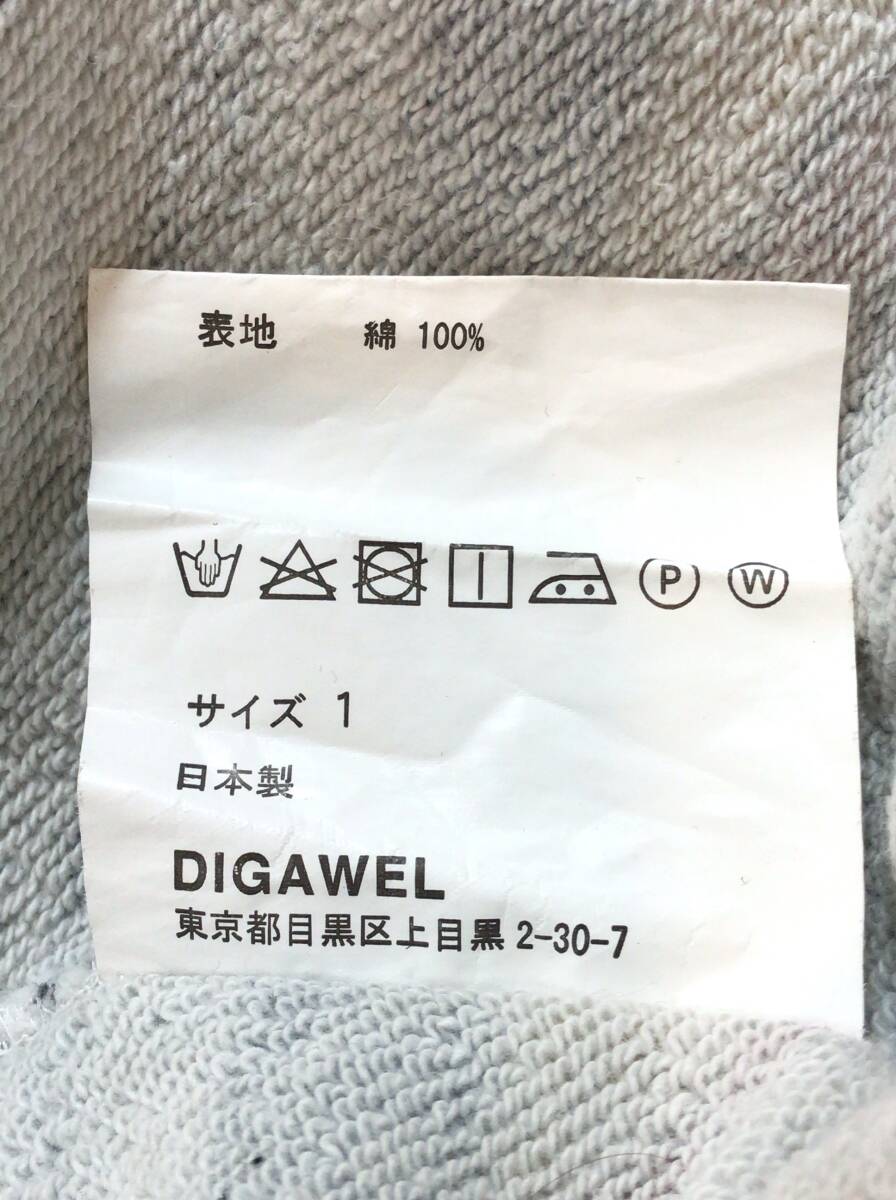 表地 綿 100%
P W
サイズ 1
日本製
DIGAWEL
東京都目黒区上目黒 2-30-7